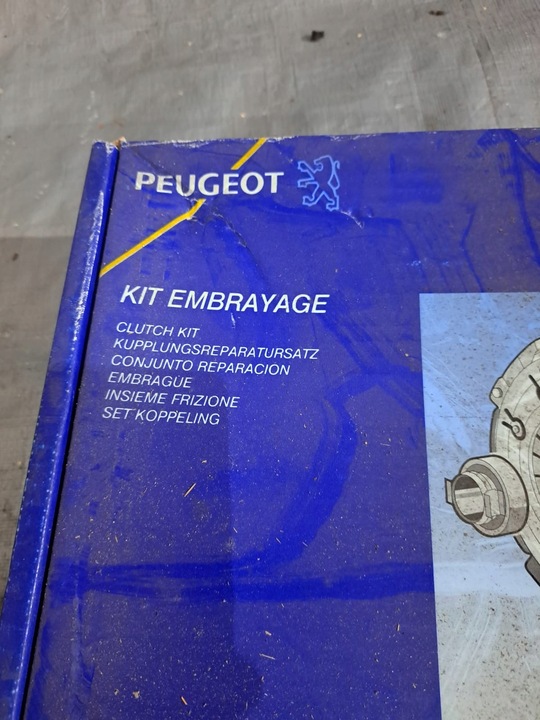 PEUGEOT
KIT EMBRAYAGE
CLUTCH KIT
KUPPLUNGSREPARATURSATZ
CONJUNTO REPARACION
EMBRAGUE
INSIEME FRIZIONE
SET KOPPELING